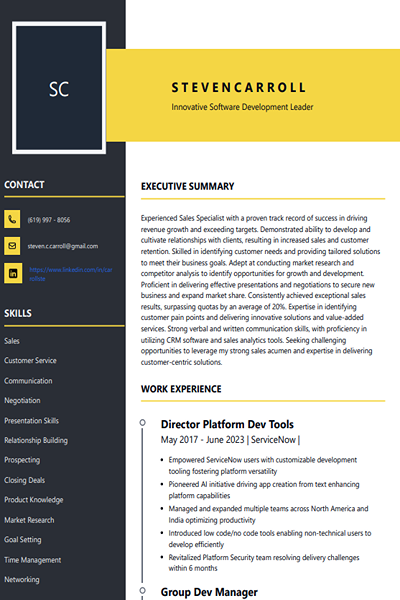 SC
STEVENCARROLL
Innovative Software Development Leader
CONTACT
(619) 997 - 8056
steven.c.carroll@gmail.com
https://www.linkedin.com/in/car
rollste
SKILLS
Sales
Customer Service
Communication
Negotiation
Presentation Skills
Relationship Building
Prospecting
Closing Deals
Product Knowledge
Market Research
Goal Setting
Time Management
Networking
EXECUTIVE SUMMARY
Experienced Sales Specialist with a proven track record of success in driving
revenue growth and exceeding targets. Demonstrated ability to develop and
cultivate relationships with clients, resulting in increased sales and customer
retention. Skilled in identifying customer needs and providing tailored solutions
to meet their business goals. Adept at conducting market research and
competitor analysis to identify opportunities for growth and development.
Proficient in delivering effective presentations and negotiations to secure new
business and expand market share. Consistently achieved exceptional sales
results, surpassing quotas by an average of 20%. Expertise in identifying
customer pain points and delivering innovative solutions and value-added
services. Strong verbal and written communication skills, with proficiency in
utilizing CRM software and sales analytics tools. Seeking challenging
opportunities to leverage my strong sales acumen and expertise in delivering
customer-centric solutions.
WORK EXPERIENCE
Director Platform Dev Tools
May 2017 - June 2023 | ServiceNow |
• Empowered ServiceNow users with customizable development
tooling fostering platform versatility
• Pioneered AI initiative driving app creation from text enhancing
platform capabilities
• Managed and expanded multiple teams across North America and
India optimizing productivity
• Introduced low code/no code tools enabling non-technical users to
develop efficiently
• Revitalized Platform Security team resolving delivery challenges
within 6 months
Group Dev Manager